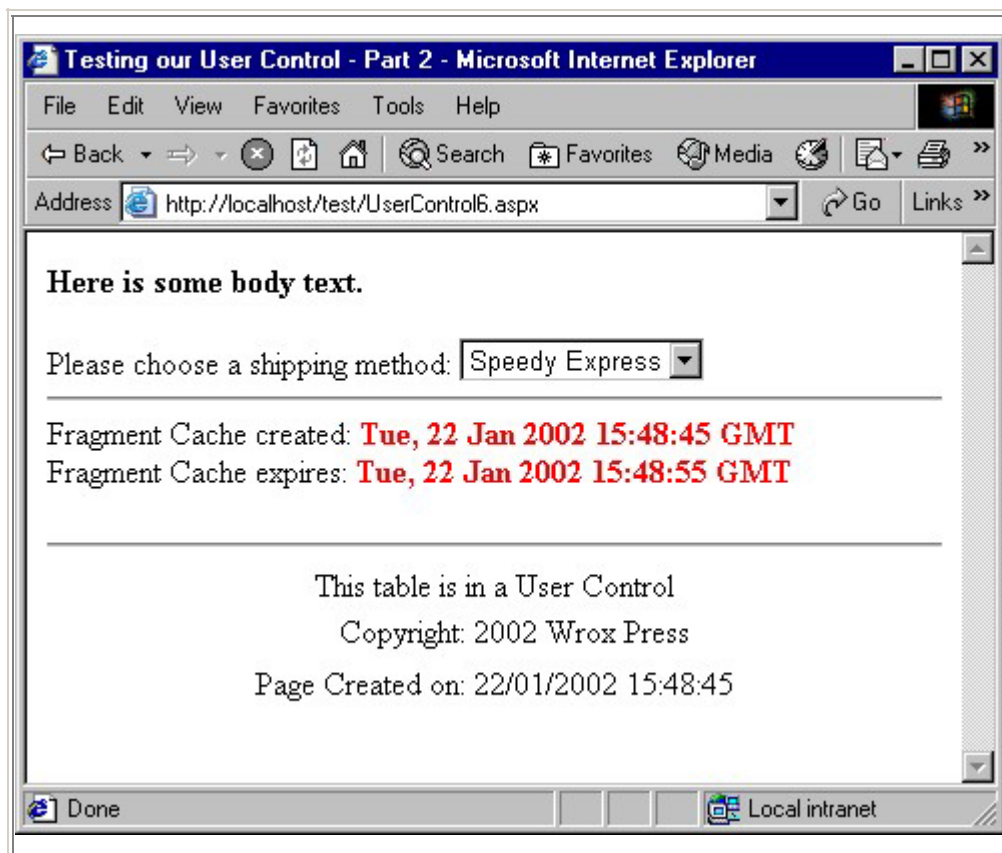 Testing our User Control - Part 2 - Microsoft Internet Explorer
File Edit View Favorites Tools Help
Back Search Favorites Media »
Address http://localhost/test/UserControl6.aspx Go Links »
Here is some body text.
Please choose a shipping method: Speedy Express
Fragment Cache created: Tue, 22 Jan 2002 15:48:45 GMT
Fragment Cache expires: Tue, 22 Jan 2002 15:48:55 GMT
This table is in a User Control
Copyright: 2002 Wrox Press
Page Created on: 22/01/2002 15:48:45
Done Local intranet